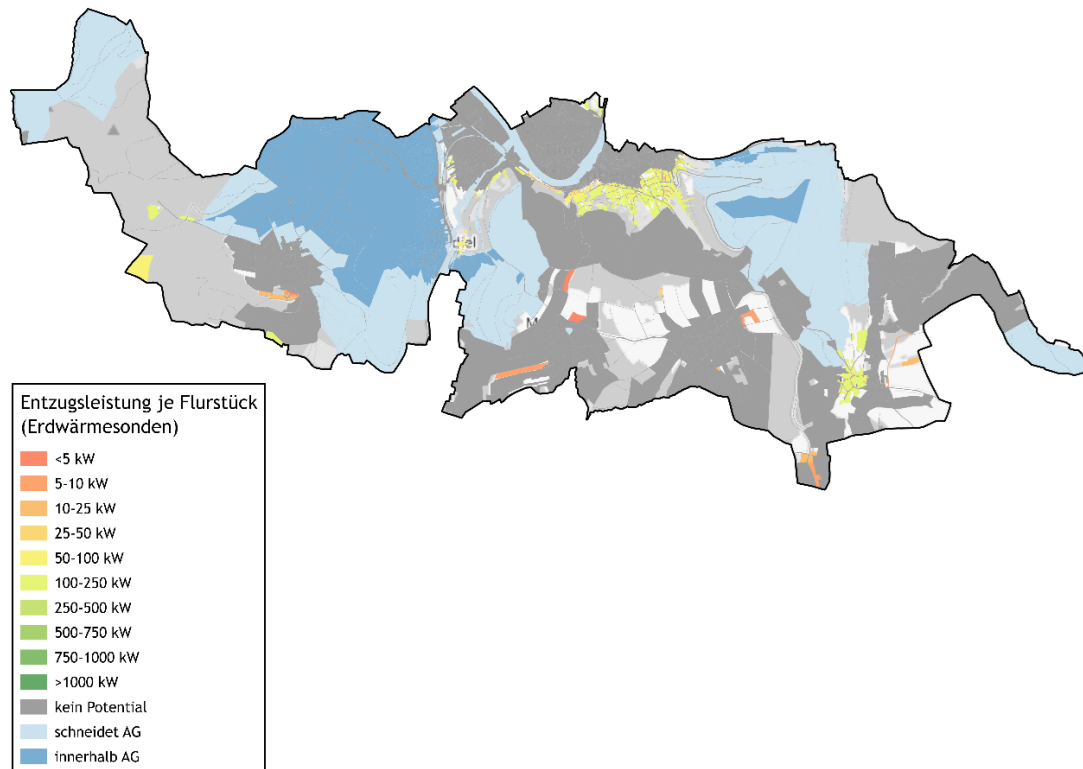 Entzugsleistung je Flurstück
(Erdwärmesonden)
<5 kW
5-10 kW
10-25 kW
25-50 kW
50-100 kW
100-250 kW
250-500 kW
500-750 kW
750-1000 kW
>1000 kW
kein Potential
schneidet AG
innerhalb AG